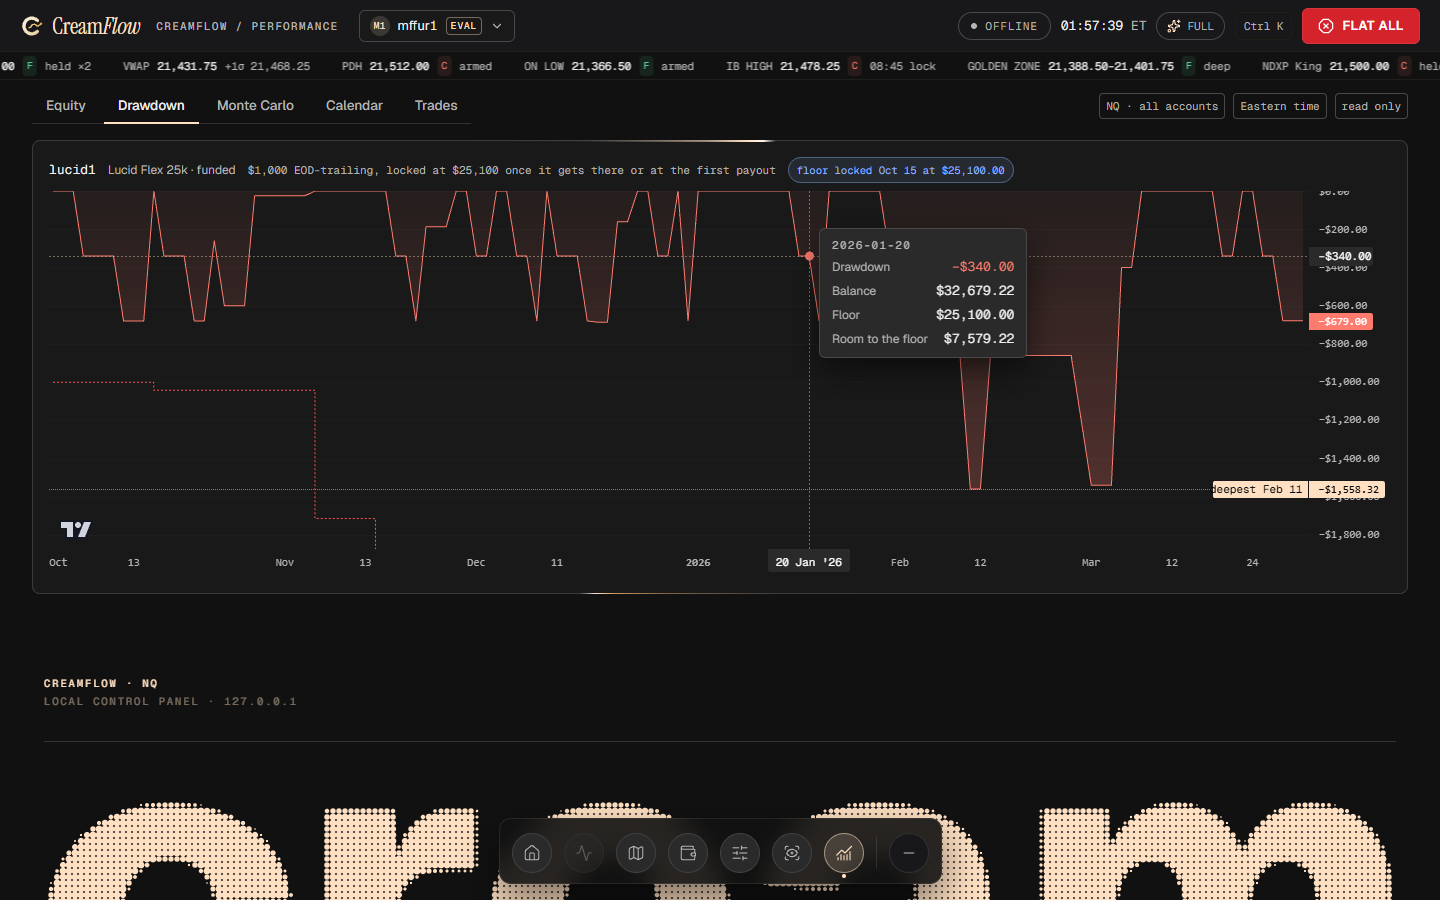 CreamFlow CREAMFLOW / PERFORMANCE M1 mffur1 EVAL OFFLINE 01:57:39 ET FULL Ctrl K FLAT ALL
00 F held ×2 VWAP 21,431.75 +1σ 21,468.25 PDH 21,512.00 C armed ON LOW 21,366.50 F armed IB HIGH 21,478.25 C 08:45 lock GOLDEN ZONE 21,388.50–21,401.75 F deep NDXP King 21,500.00 C
Equity Drawdown Monte Carlo Calendar Trades NQ · all accounts Eastern time read only
lucid1 Lucid Flex 25k · funded $1,000 EOD-trailing, locked at $25,100 once it gets there or at the first payout floor locked Oct 15 at $25,100.00
$0.00
−$200.00
−$340.00
−$400.00
−$600.00
−$679.00
−$800.00
−$1,000.00
−$1,200.00
−$1,400.00
deepest Feb 11 −$1,558.32
−$1,800.00
2026-01-20
Drawdown −$340.00
Balance $32,679.22
Floor $25,100.00
Room to the floor $7,579.22
Oct 13 Nov 13 Dec 11 2026 20 Jan '26 Feb 12 Mar 12 24
CREAMFLOW · NQ
LOCAL CONTROL PANEL · 127.0.0.1
cream